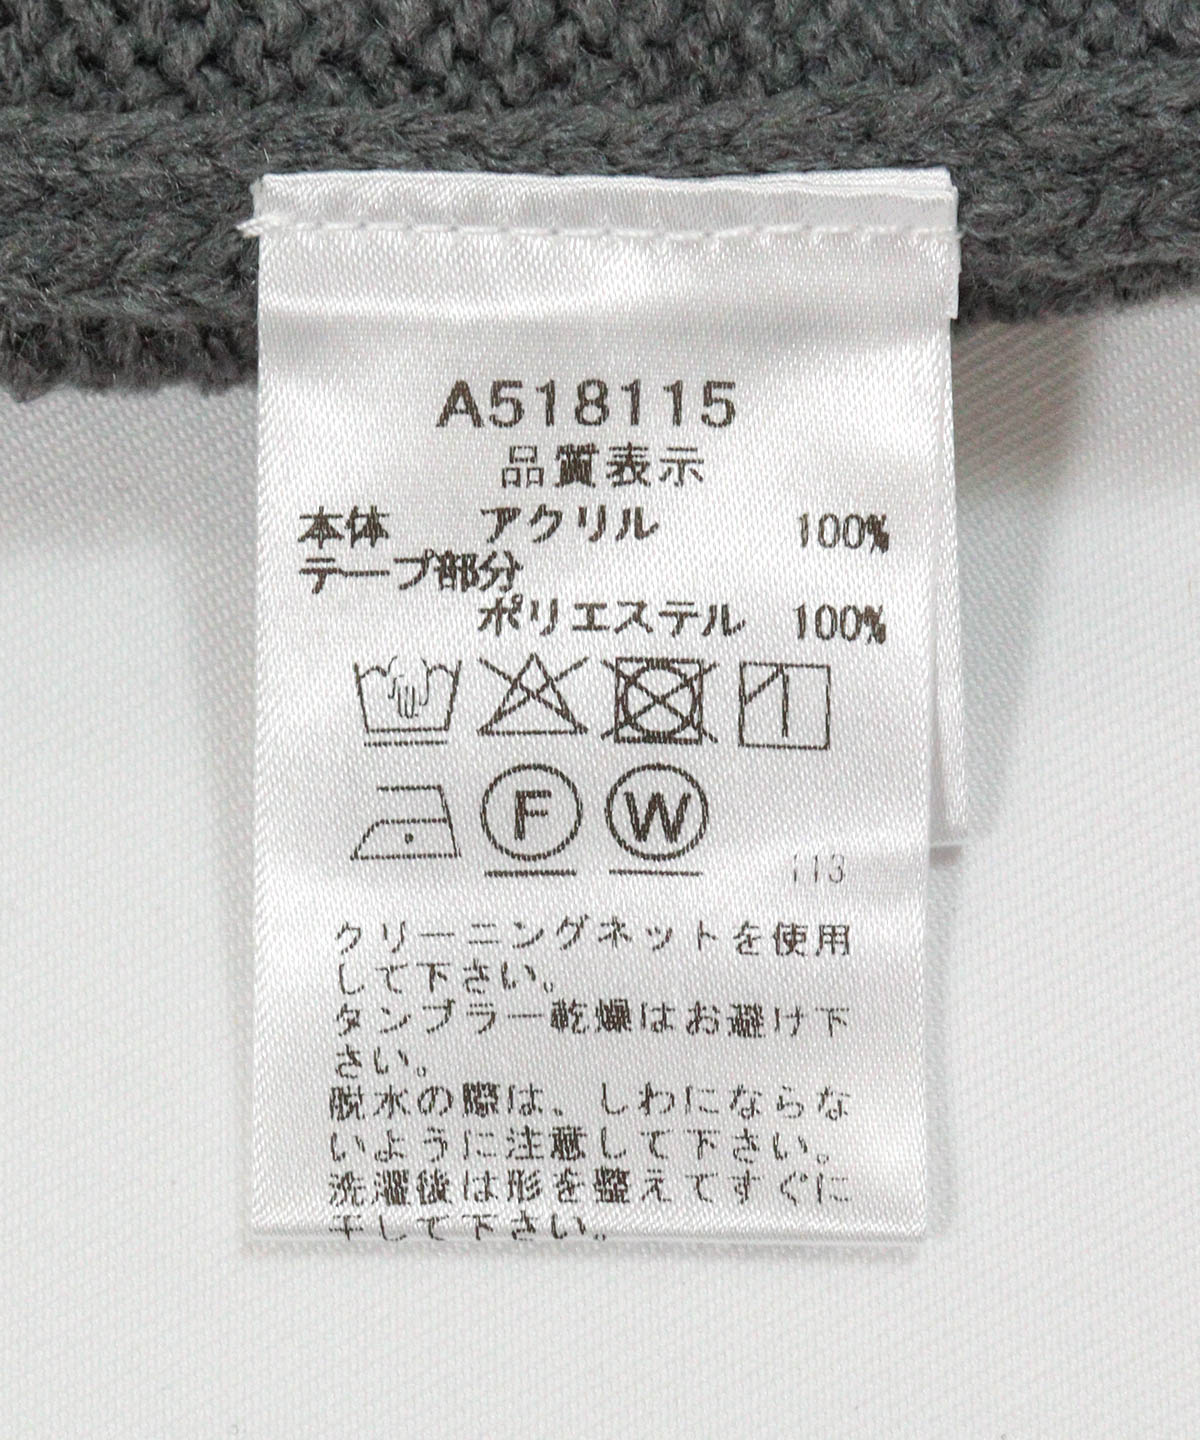 A518115
品質表示
本体 アクリル 100%
テープ部分
ポリエステル 100%
F W
113
クリーニングネットを使用
して下さい。
タンブラー乾燥はお避け下
さい。
脱水の際は、しわにならな
いように注意して下さい。
洗濯後は形を整えてすぐに
干して下さい。